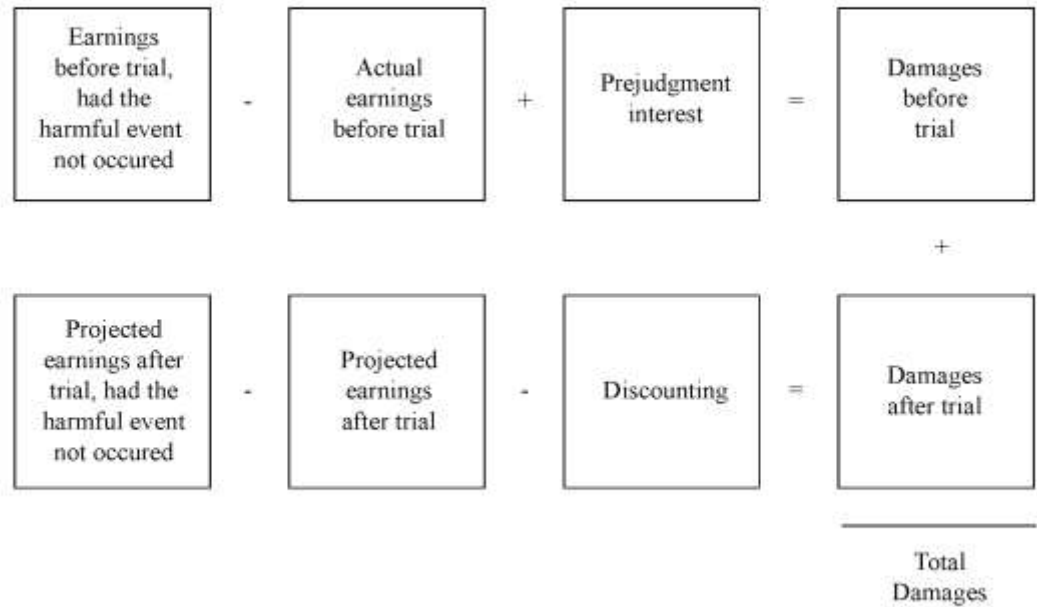 Earnings
before trial,
had the
harmful event
not occured
-
Actual
earnings
before trial
+
Prejudgment
interest
=
Damages
before
trial
+
Projected
earnings after
trial, had the
harmful event
not occured
-
Projected
earnings
after trial
-
Discounting
=
Damages
after trial
Total
Damages